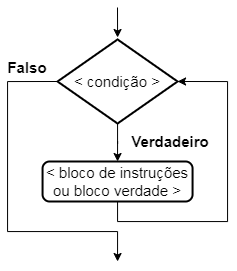 Falso
< condição >
Verdadeiro
< bloco de instruções
ou bloco verdade >